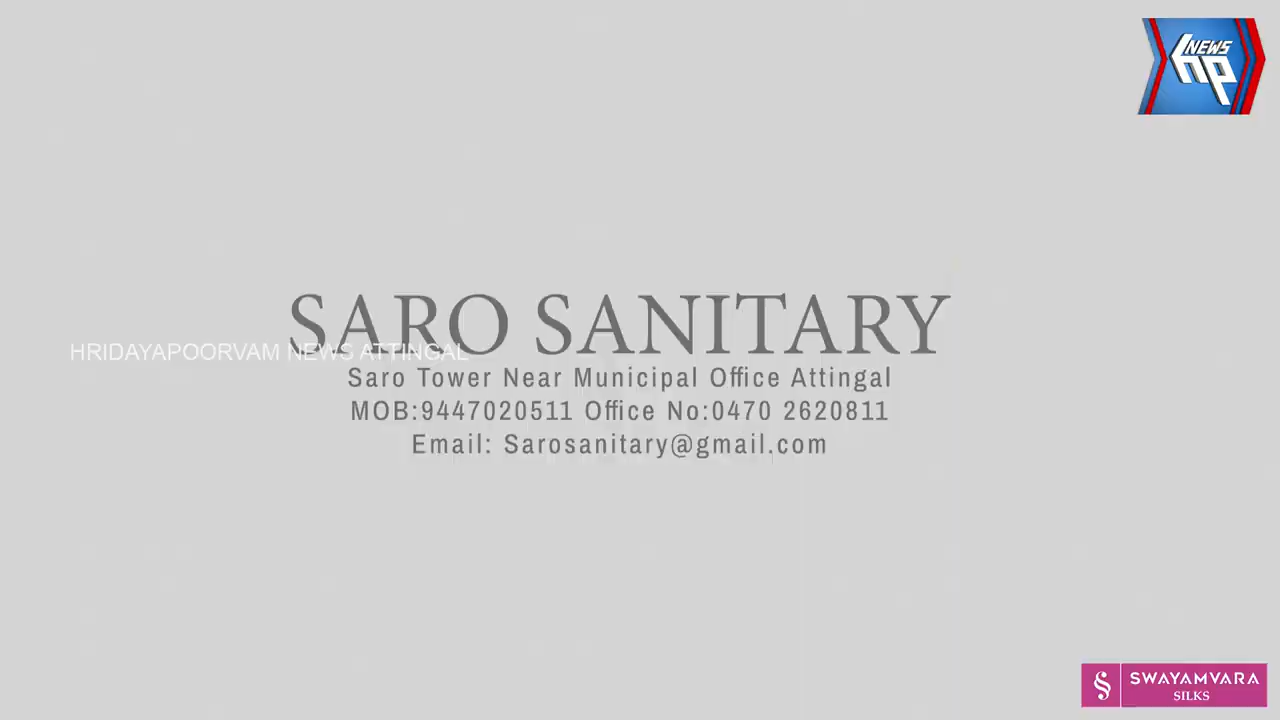 NEWS
hp
SARO SANITARY
HRIDAYAPOORVAM NEWS ATTINGAL
Saro Tower Near Municipal Office Attingal
MOB:9447020511 Office No:0470 2620811
Email: Sarosanitary@gmail.com
SWAYAMVARA
SILKS